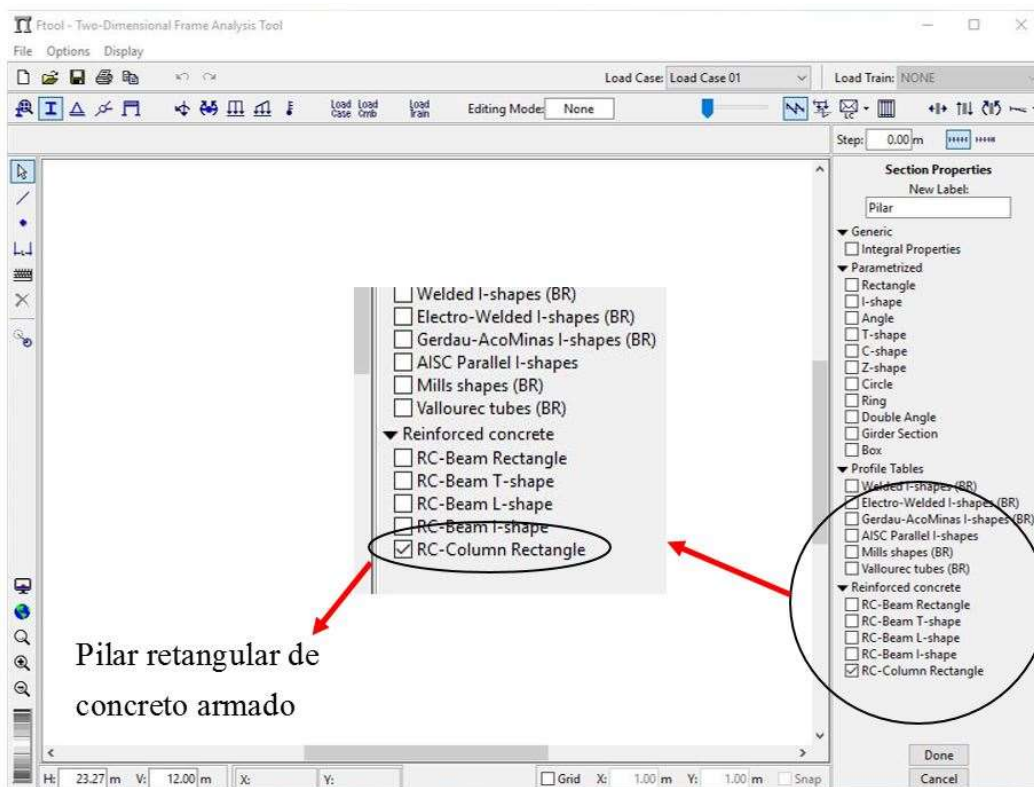 Ftool - Two-Dimensional Frame Analysis Tool
File Options Display
Load Case: Load Case 01 Load Train: NONE
Load Case Load Cmb Load Train Editing Mode: None
Step: 0.00 m
Section Properties
New Label:
Pilar
Generic
Integral Properties
Parametrized
Rectangle
I-shape
Angle
T-shape
C-shape
Z-shape
Circle
Ring
Double Angle
Girder Section
Box
Profile Tables
Welded I-shapes (BR)
Electro-Welded I-shapes (BR)
Gerdau-AcoMinas I-shapes (BR)
AISC Parallel I-shapes
Mills shapes (BR)
Vallourec tubes (BR)
Reinforced concrete
RC-Beam Rectangle
RC-Beam T-shape
RC-Beam L-shape
RC-Beam I-shape
RC-Column Rectangle
Welded I-shapes (BR)
Electro-Welded I-shapes (BR)
Gerdau-AcoMinas I-shapes (BR)
AISC Parallel I-shapes
Mills shapes (BR)
Vallourec tubes (BR)
Reinforced concrete
RC-Beam Rectangle
RC-Beam T-shape
RC-Beam L-shape
RC-Beam I-shape
RC-Column Rectangle
Pilar retangular de
concreto armado
Done
Cancel
H: 23.27 m V: 12.00 m X: Y: Grid X: 1.00 m Y: 1.00 m Snap